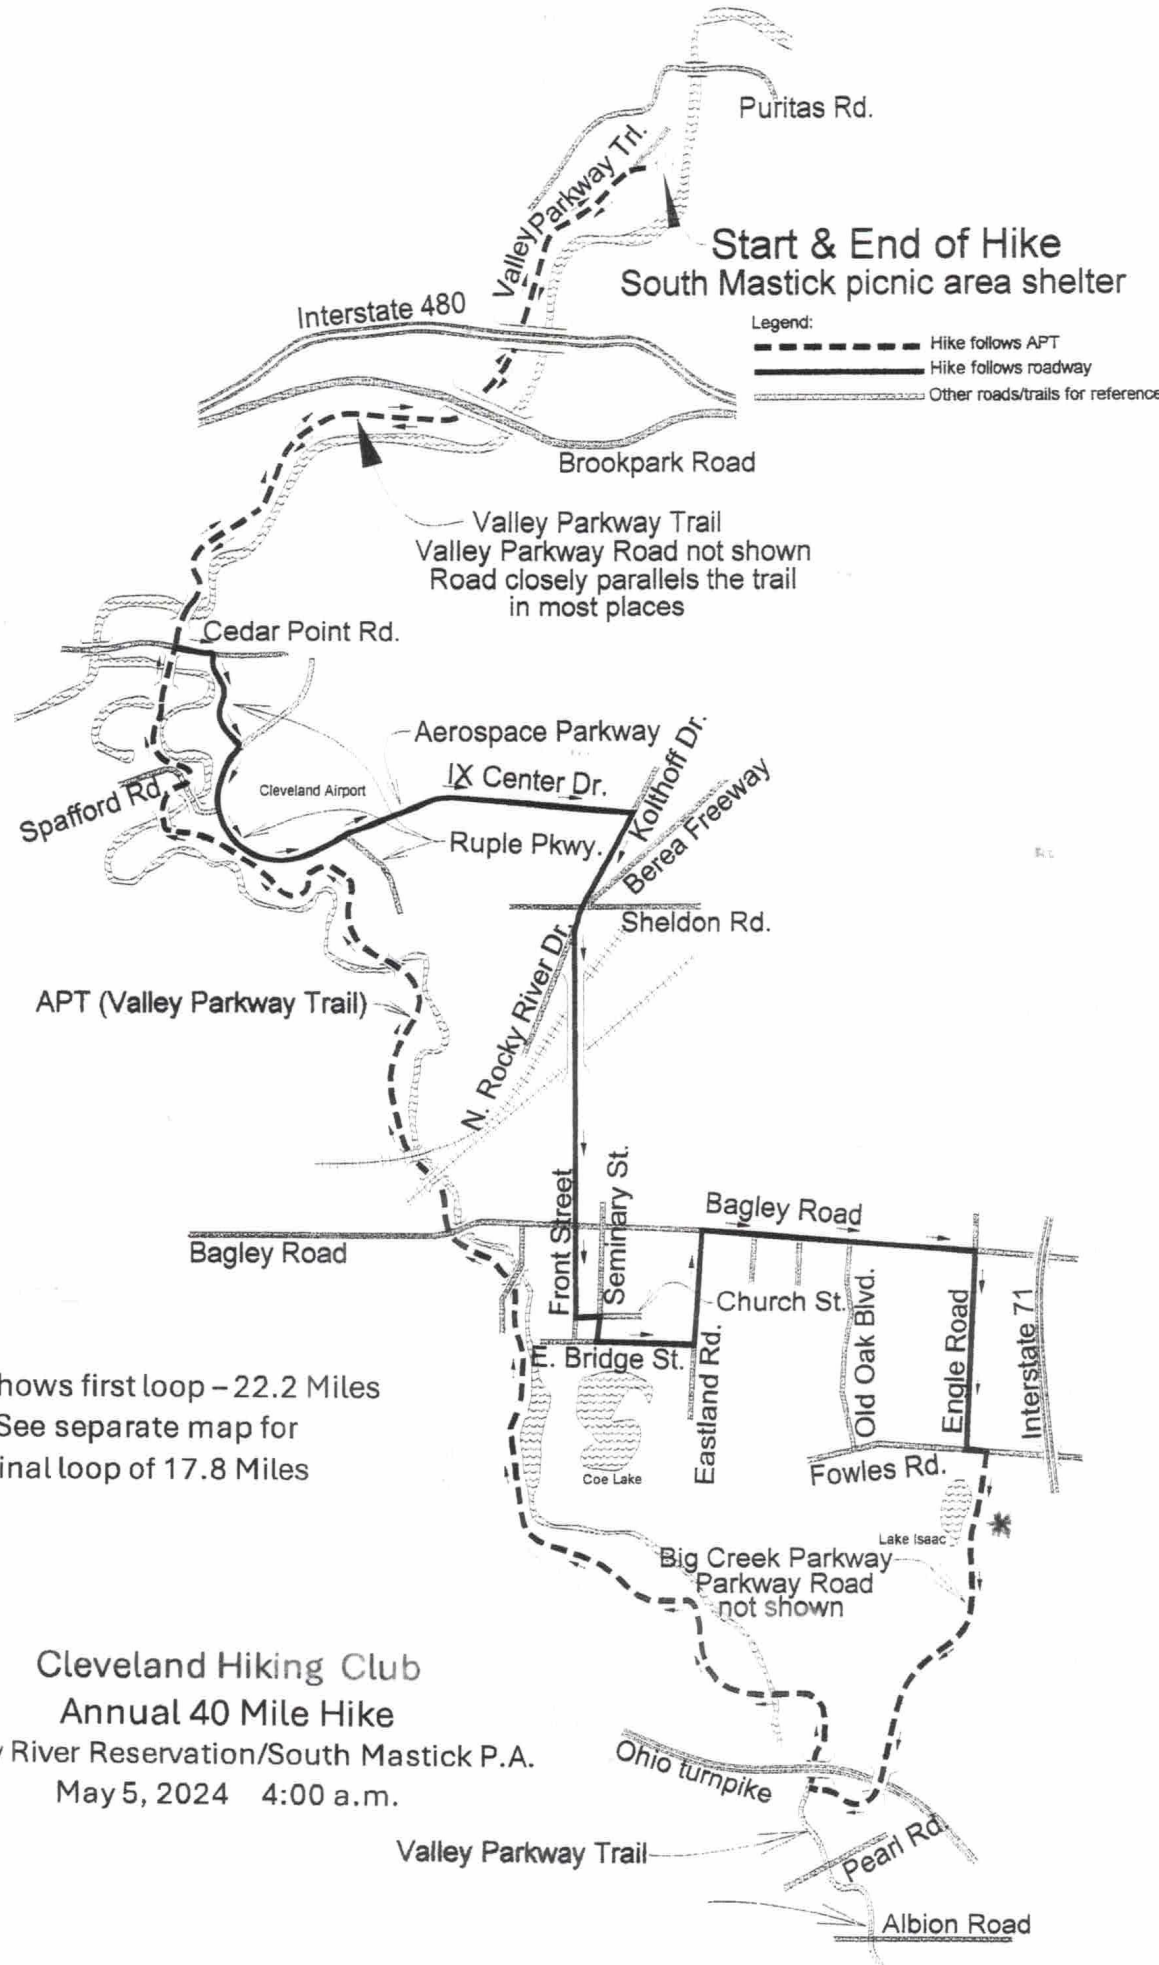 Puritas Rd.
Valley Parkway Trl.
Start & End of Hike
South Mastick picnic area shelter
Interstate 480
Legend:
Hike follows APT
Hike follows roadway
Other roads/trails for reference
Brookpark Road
Valley Parkway Trail
Valley Parkway Road not shown
Road closely parallels the trail
in most places
Cedar Point Rd.
Aerospace Parkway
Kolthoff Dr.
IX Center Dr.
Cleveland Airport
Spafford Rd.
Berea Freeway
Ruple Pkwy.
Sheldon Rd.
N. Rocky River Dr.
APT (Valley Parkway Trail)
Front Street
Seminary St.
Bagley Road
Bagley Road
Church St.
Old Oak Blvd.
Engle Road
Interstate 71
E. Bridge St.
Eastland Rd.
hows first loop – 22.2 Miles
See separate map for
inal loop of 17.8 Miles
Coe Lake
Fowles Rd.
Lake Isaac
Big Creek Parkway
Parkway Road
not shown
Cleveland Hiking Club
Annual 40 Mile Hike
River Reservation/South Mastick P.A.
May 5, 2024 4:00 a.m.
Ohio turnpike
Valley Parkway Trail
Pearl Rd.
Albion Road